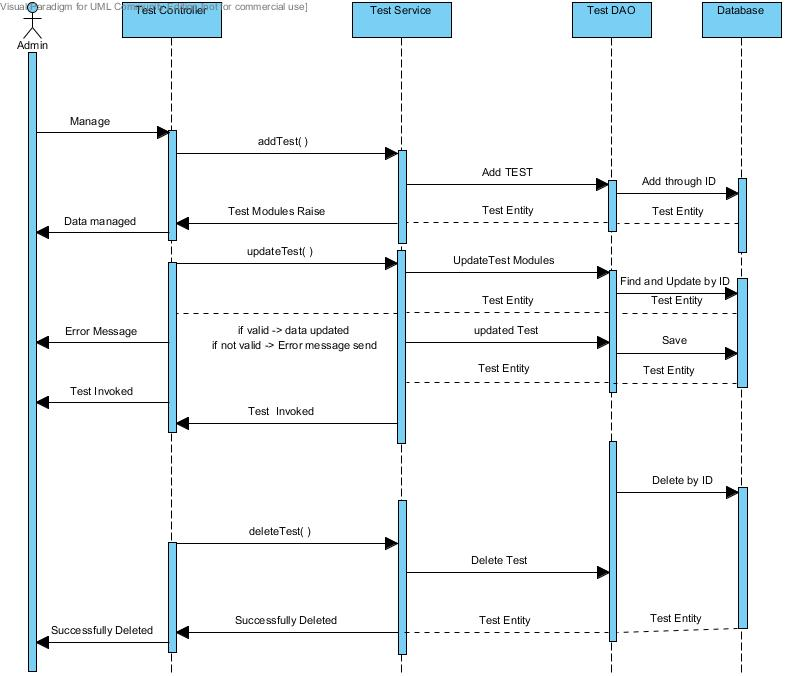 Visual Paradigm for UML Community Edition [not for commercial use]
Test Controller
Test Service
Test DAO
Database
Admin
Manage
addTest( )
Add TEST
Add through ID
Test Modules Raise
Test Entity
Test Entity
Data managed
updateTest( )
UpdateTest Modules
Find and Update by ID
Test Entity
Test Entity
Error Message
if valid -> data updated
if not valid -> Error message send
updated Test
Save
Test Entity
Test Entity
Test Invoked
Test Invoked
Delete by ID
deleteTest( )
Delete Test
Successfully Deleted
Successfully Deleted
Test Entity
Test Entity